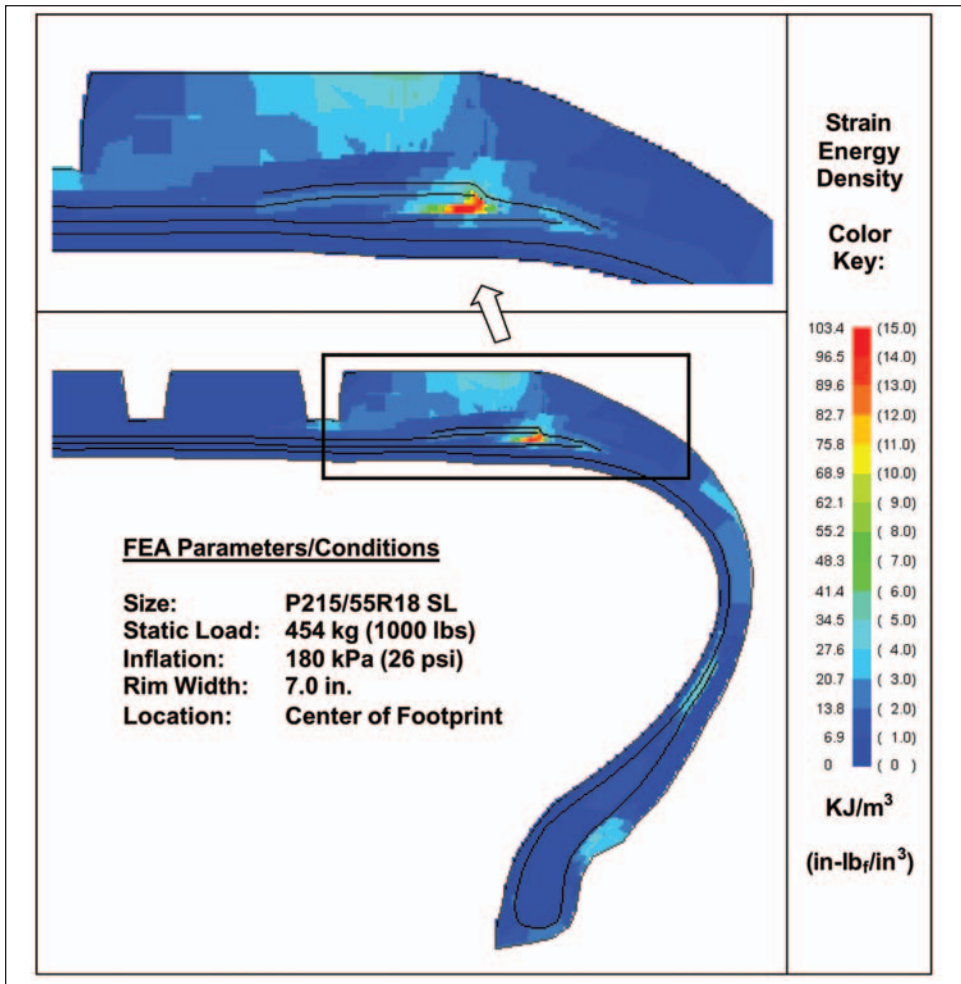 Strain
Energy
Density
Color
Key:
103.4 (15.0)
96.5 (14.0)
89.6 (13.0)
82.7 (12.0)
75.8 (11.0)
68.9 (10.0)
62.1 ( 9.0)
55.2 ( 8.0)
48.3 ( 7.0)
41.4 ( 6.0)
34.5 ( 5.0)
27.6 ( 4.0)
20.7 ( 3.0)
13.8 ( 2.0)
6.9 ( 1.0)
0 ( 0 )
KJ/m³
(in-lbf/in³)
FEA Parameters/Conditions
Size: P215/55R18 SL
Static Load: 454 kg (1000 lbs)
Inflation: 180 kPa (26 psi)
Rim Width: 7.0 in.
Location: Center of Footprint